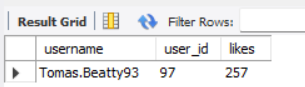 Result Grid Filter Rows:
username user_id likes
Tomas.Beatty93 97 257